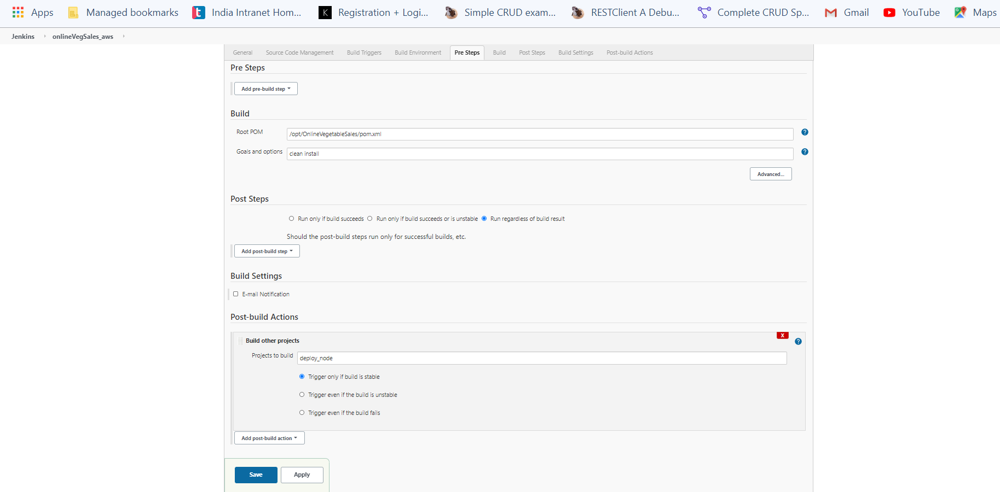 Apps Managed bookmarks India Intranet Hom... Registration + Logi... Simple CRUD exam... RESTClient A Debu... Complete CRUD Sp... Gmail YouTube Maps
Jenkins onlineVegSales_aws
General Source Code Management Build Triggers Build Environment Pre Steps Build Post Steps Build Settings Post-build Actions
Pre Steps
Add pre-build step
Build
Root POM /opt/OnlineVegetableSales/pom.xml
Goals and options clean install
Advanced...
Post Steps
Run only if build succeeds Run only if build succeeds or is unstable Run regardless of build result
Should the post-build steps run only for successful builds, etc.
Add post-build step
Build Settings
E-mail Notification
Post-build Actions
X
Build other projects
Projects to build deploy_node
Trigger only if build is stable
Trigger even if the build is unstable
Trigger even if the build fails
Add post-build action
Save Apply